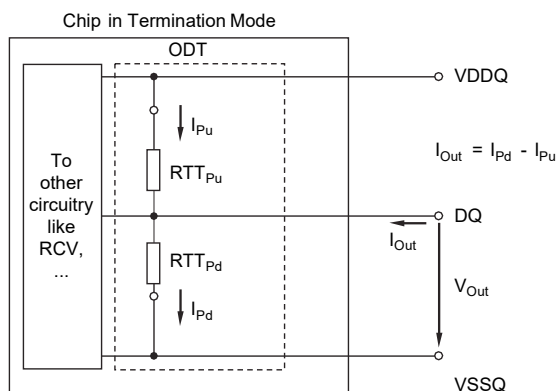 Chip in Termination Mode
ODT
VDDQ
I_Pu
I_Out = I_Pd - I_Pu
To
other
circuitry
like
RCV,
...
RTT_Pu
DQ
I_Out
RTT_Pd
V_Out
I_Pd
VSSQ